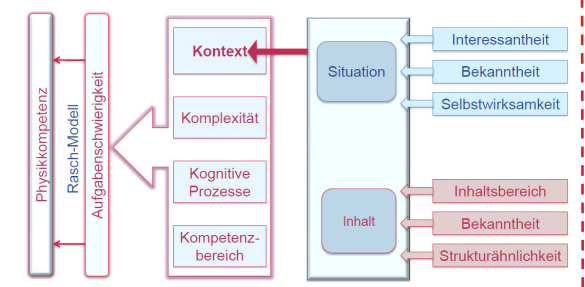 Physikkompetenz
Rasch-Modell
Aufgabenschwierigkeit
Kontext
Komplexität
Kognitive
Prozesse
Kompetenz-
bereich
Situation
Inhalt
Interessantheit
Bekanntheit
Selbstwirksamkeit
Inhaltsbereich
Bekanntheit
Strukturähnlichkeit